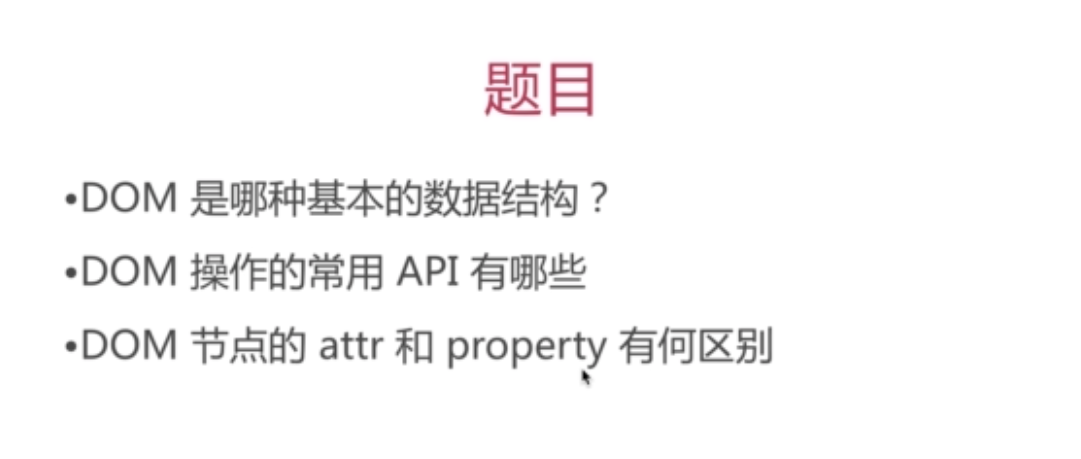 题目
•DOM 是哪种基本的数据结构？
•DOM 操作的常用 API 有哪些
•DOM 节点的 attr 和 property 有何区别